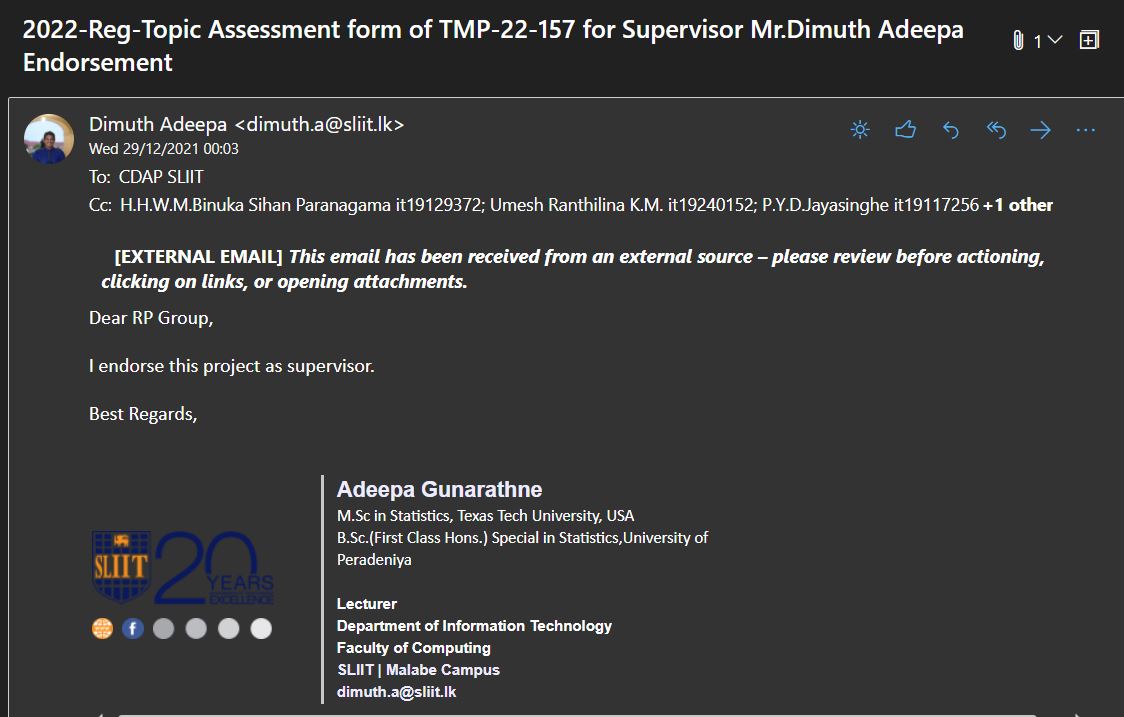 2022-Reg-Topic Assessment form of TMP-22-157 for Supervisor Mr.Dimuth Adeepa
Endorsement
1
Dimuth Adeepa <dimuth.a@sliit.lk>
Wed 29/12/2021 00:03
To: CDAP SLIIT
Cc: H.H.W.M.Binuka Sihan Paranagama it19129372; Umesh Ranthilina K.M. it19240152; P.Y.D.Jayasinghe it19117256 +1 other
[EXTERNAL EMAIL] This email has been received from an external source – please review before actioning,
clicking on links, or opening attachments.
Dear RP Group,
I endorse this project as supervisor.
Best Regards,
SLIIT 20
YEARS
EXCELLENCE
f
Adeepa Gunarathne
M.Sc in Statistics, Texas Tech University, USA
B.Sc.(First Class Hons.) Special in Statistics,University of
Peradeniya
Lecturer
Department of Information Technology
Faculty of Computing
SLIIT | Malabe Campus
dimuth.a@sliit.lk